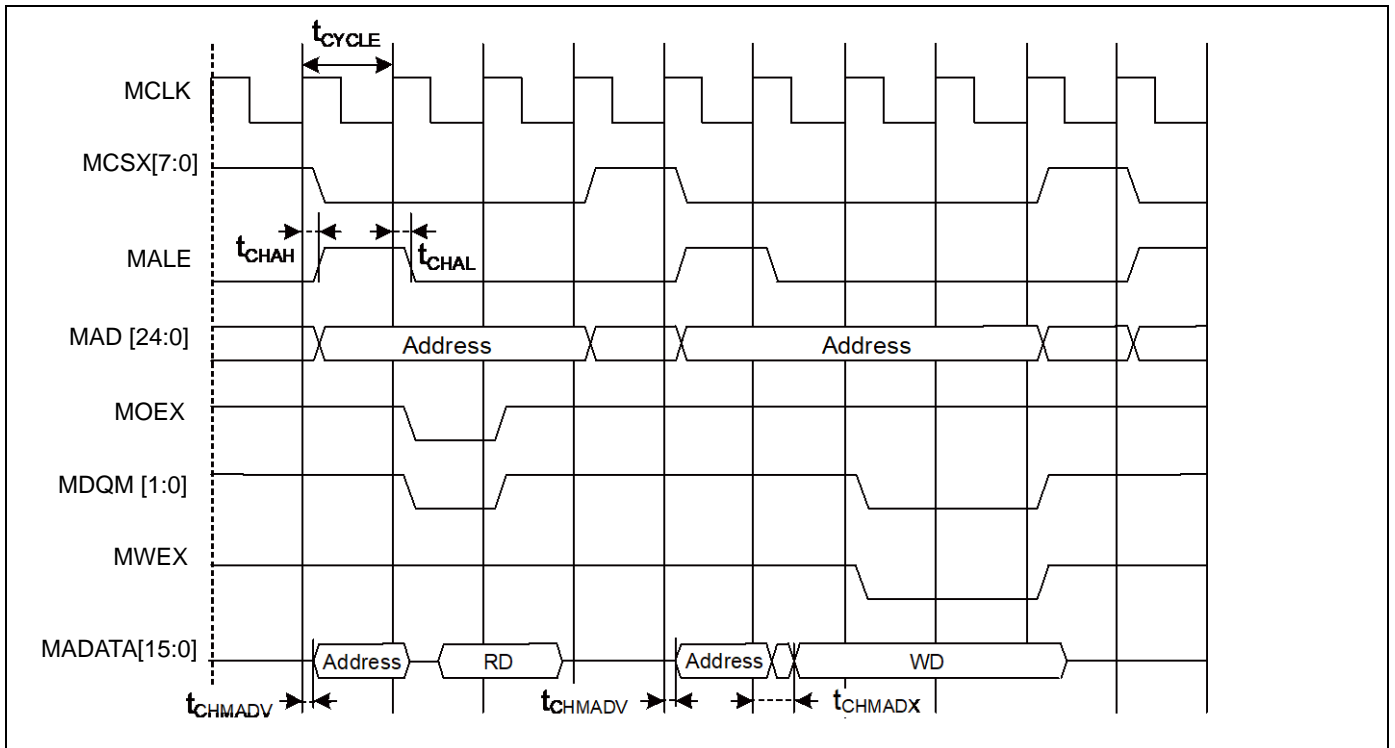 tCYCLE
MCLK
MCSX[7:0]
tCHAH
tCHAL
MALE
MAD [24:0]
Address
Address
MOEX
MDQM [1:0]
MWEX
MADATA[15:0]
Address
RD
Address
WD
tCHMADV
tCHMADV
tCHMADX